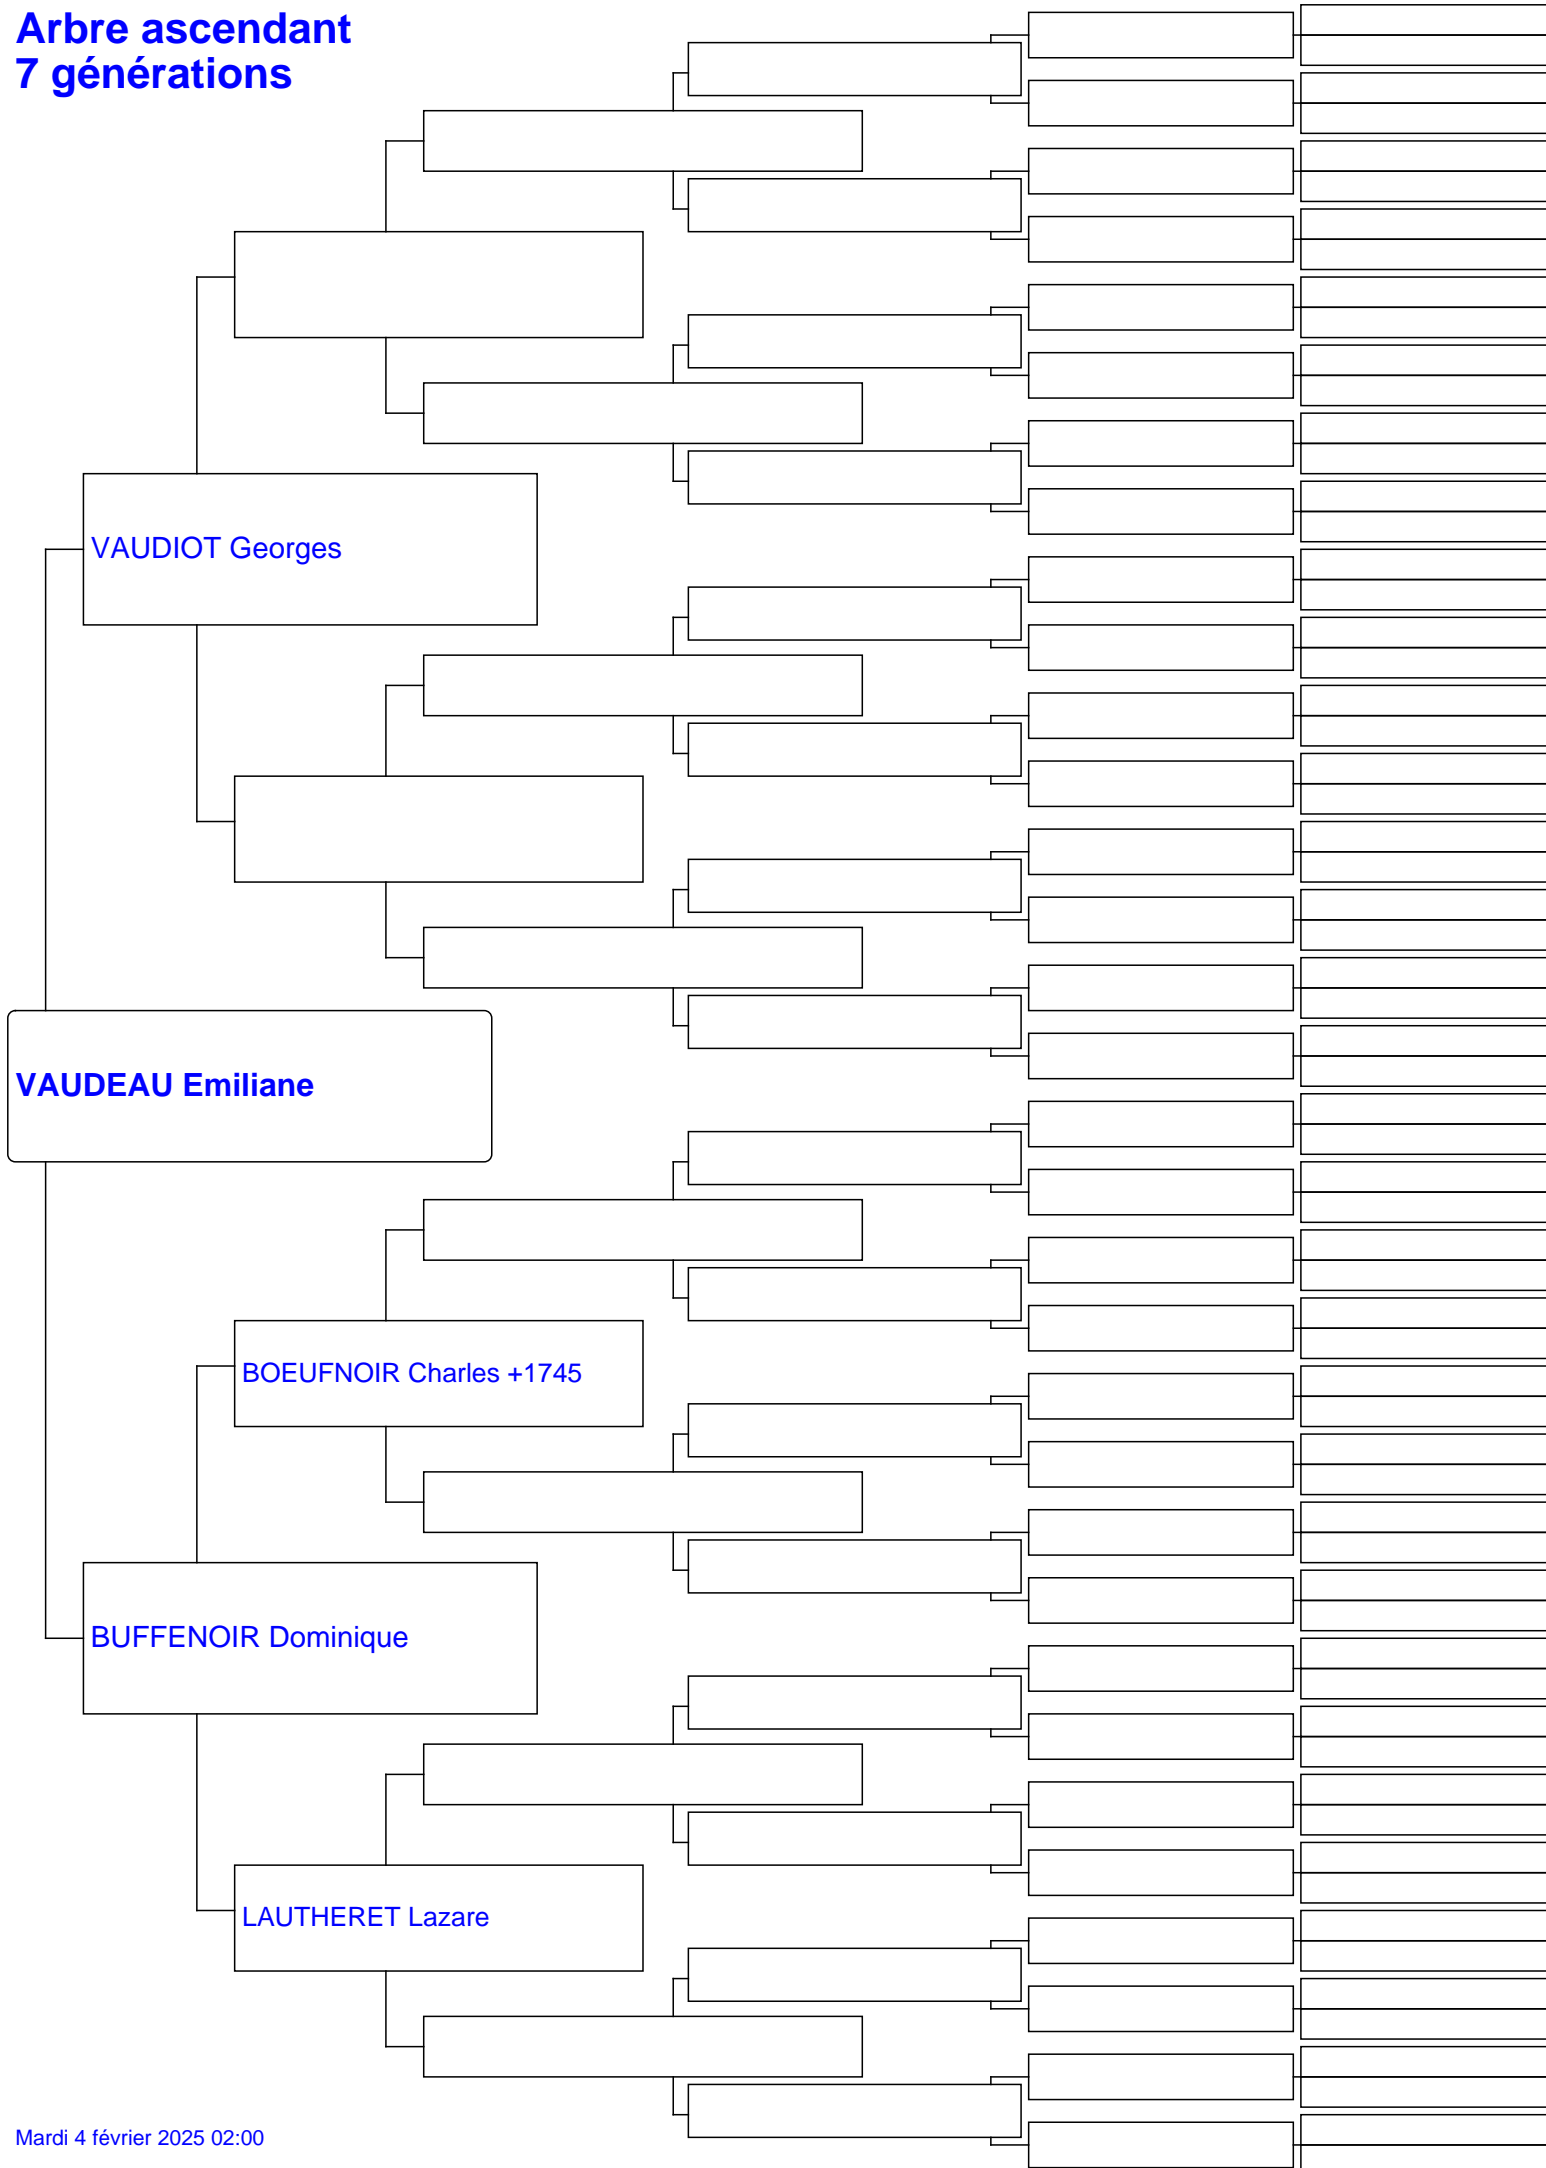 Arbre ascendant
7 générations
VAUDIOT Georges
VAUDEAU Emiliane
BOEUFNOIR Charles +1745
BUFFENOIR Dominique
LAUTHERET Lazare
Mardi 4 février 2025 02:00